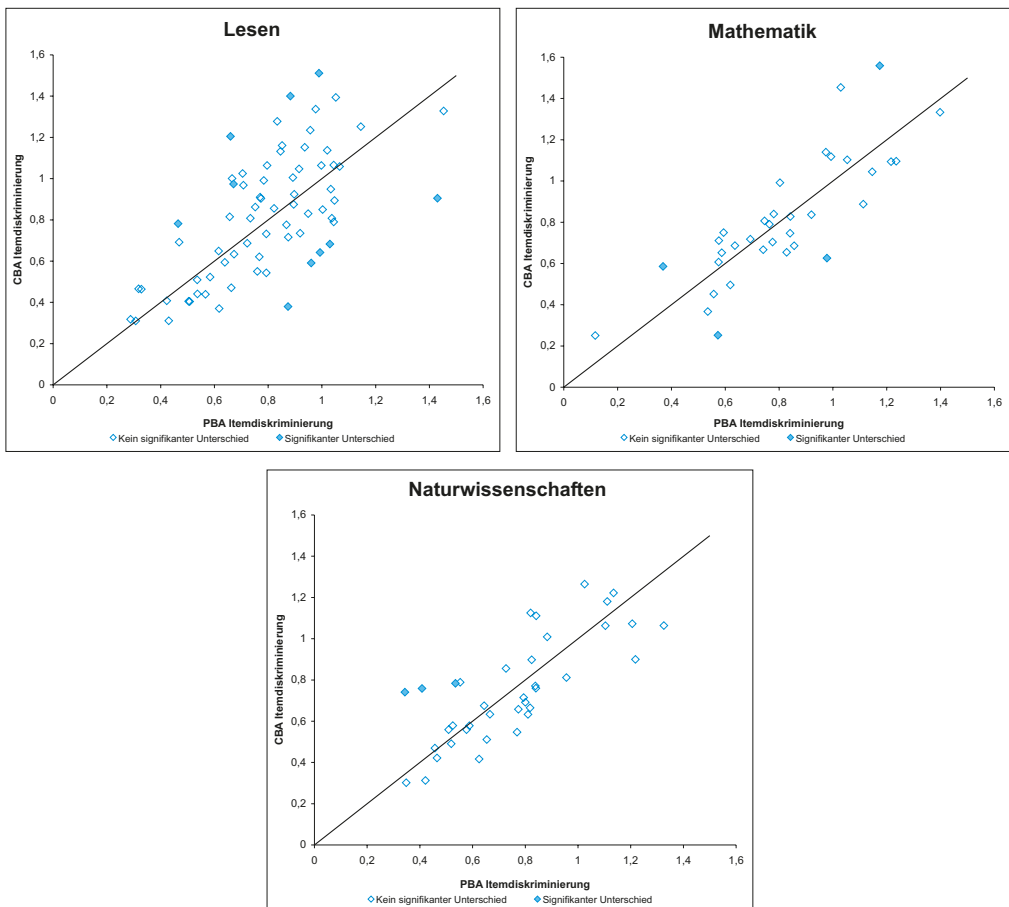 Lesen
1,6
1,4
1,2
1
0,8
0,6
0,4
0,2
0
CBA Itemdiskriminierung
0 0,2 0,4 0,6 0,8 1 1,2 1,4 1,6
PBA Itemdiskriminierung
Kein signifikanter Unterschied Signifikanter Unterschied
Mathematik
1,6
1,4
1,2
1
0,8
0,6
0,4
0,2
0
CBA Itemdiskriminierung
0 0,2 0,4 0,6 0,8 1 1,2 1,4 1,6
PBA Itemdiskriminierung
Kein signifikanter Unterschied Signifikanter Unterschied
Naturwissenschaften
1,6
1,4
1,2
1
0,8
0,6
0,4
0,2
0
CBA Itemdiskriminierung
0 0,2 0,4 0,6 0,8 1 1,2 1,4 1,6
PBA Itemdiskriminierung
Kein signifikanter Unterschied Signifikanter Unterschied